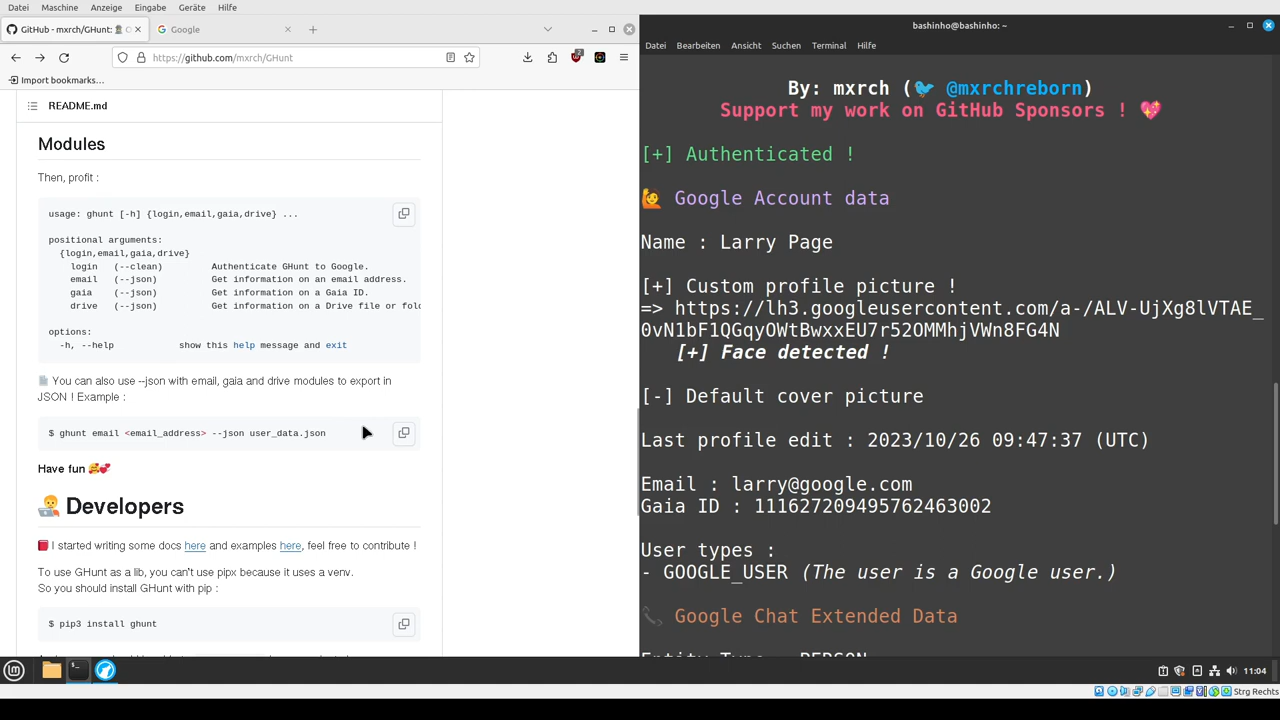 Datei Maschine Anzeige Eingabe Geräte Hilfe
GitHub - mxrch/GHunt:
Google
https://github.com/mxrch/GHunt
7
Import bookmarks...
README.md
Modules
Then, profit :
usage: ghunt [-h] {login,email,gaia,drive} ...
positional arguments:
{login,email,gaia,drive}
login (--clean) Authenticate GHunt to Google.
email (--json) Get information on an email address.
gaia (--json) Get information on a Gaia ID.
drive (--json) Get information on a Drive file or fold
options:
-h, --help show this help message and exit
You can also use --json with email, gaia and drive modules to export in
JSON ! Example :
$ ghunt email <email_address> --json user_data.json
Have fun 🥰💕
Developers
I started writing some docs here and examples here, feel free to contribute !
To use GHunt as a lib, you can't use pipx because it uses a venv.
So you should install GHunt with pip :
$ pip3 install ghunt
bashinho@bashinho: ~
Datei Bearbeiten Ansicht Suchen Terminal Hilfe
By: mxrch (🐦 @mxrchreborn)
Support my work on GitHub Sponsors ! 💖
[+] Authenticated !
🙋 Google Account data
Name : Larry Page
[+] Custom profile picture !
=> https://lh3.googleusercontent.com/a-/ALV-UjXg8lVTAE_
0vN1bF1QGqyOWtBwxxEU7r52OMMhjVWn8FG4N
[+] Face detected !
[-] Default cover picture
Last profile edit : 2023/10/26 09:47:37 (UTC)
Email : larry@google.com
Gaia ID : 111627209495762463002
User types :
- GOOGLE_USER (The user is a Google user.)
📞 Google Chat Extended Data
Entity Type : PERSON
11:04
Strg Rechts